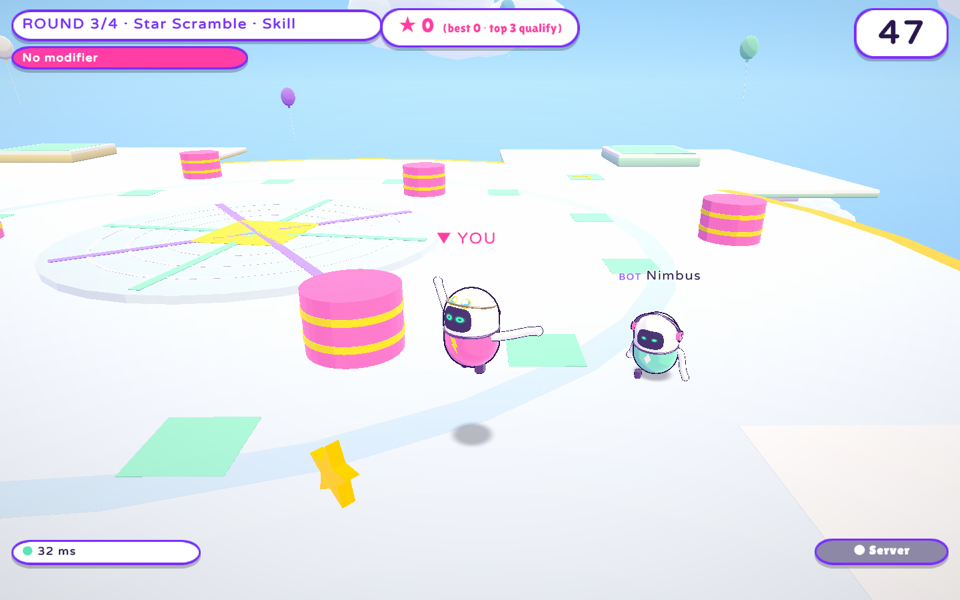 ROUND 3/4 · Star Scramble · Skill
★ 0 (best 0 · top 3 qualify)
47
No modifier
▼ YOU
BOT Nimbus
32 ms
Server